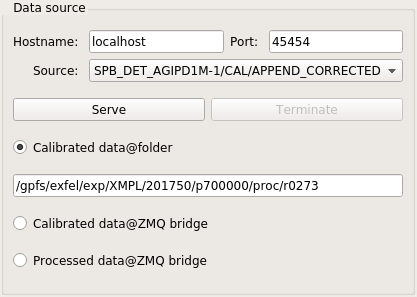 Data source
Hostname: localhost Port: 45454
Source: SPB_DET_AGIPD1M-1/CAL/APPEND_CORRECTED
Serve Terminate
Calibrated data@folder
/gpfs/exfel/exp/XMPL/201750/p700000/proc/r0273
Calibrated data@ZMQ bridge
Processed data@ZMQ bridge